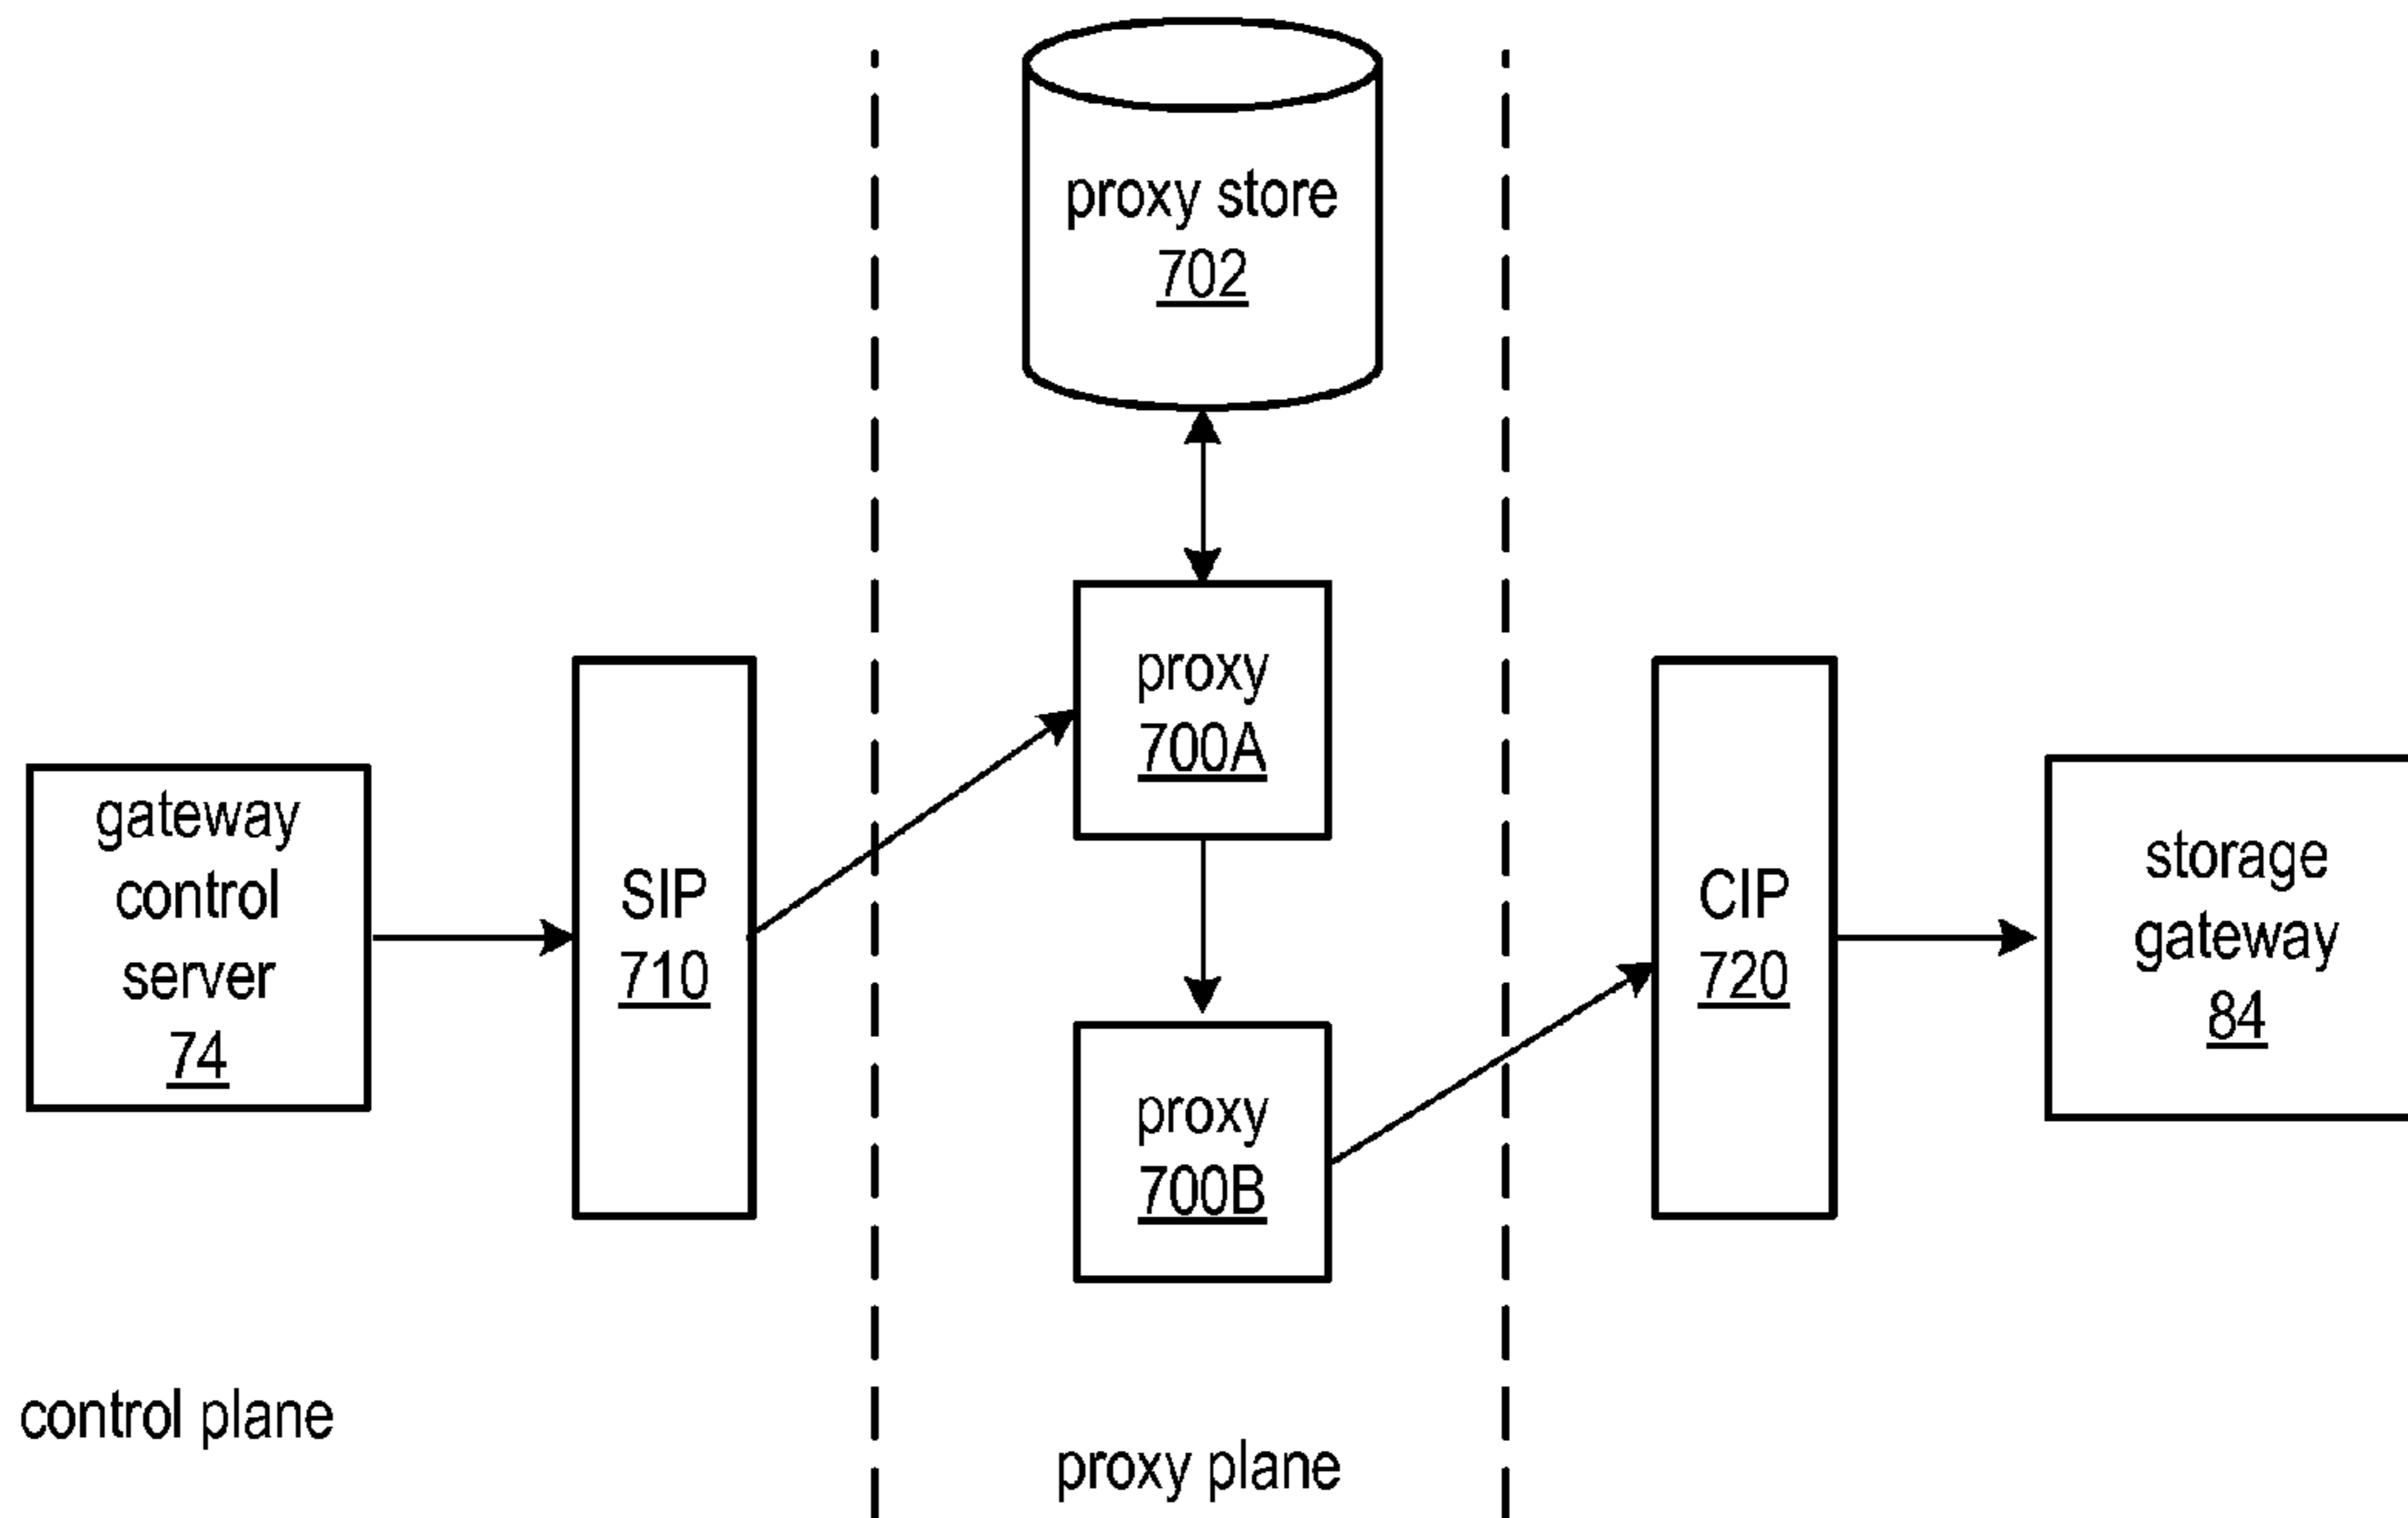 proxy store
702
proxy
700A
gateway
control
server
74
SIP
710
CIP
720
storage
gateway
84
proxy
700B
control plane
proxy plane